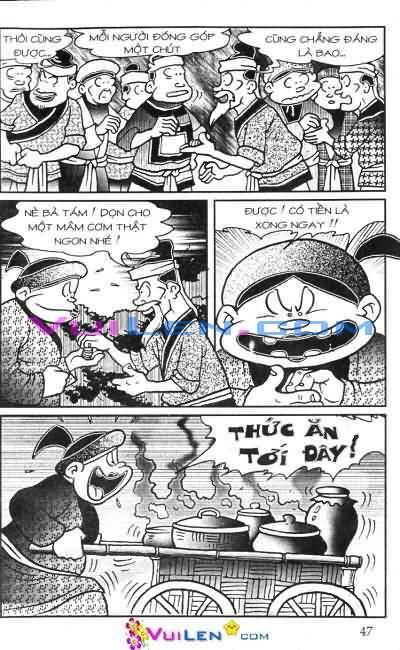 THÔI CŨNG
ĐƯỢC...
MỖI NGƯỜI ĐÓNG GÓP
MỘT CHÚT
CŨNG CHẲNG ĐÁNG
LÀ BAO...
NÈ BÀ TÁM! DỌN CHO
MỘT MÂM CƠM THẬT
NGON NHÉ!
ĐƯỢC! CÓ TIỀN LÀ
XONG NGAY!!
VUILEN.COM
THỨC ĂN
TỚI ĐÂY!
47
VUILEN.COM